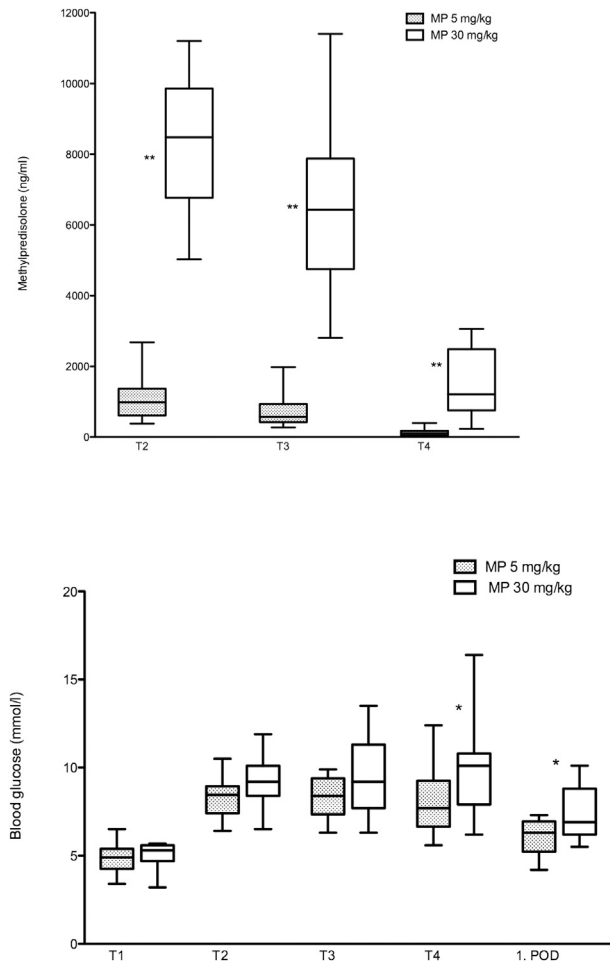 MP 5 mg/kg
MP 30 mg/kg
12000
10000
8000
6000
4000
2000
0
Methylpredisolone (ng/ml)
**
**
**
T2 T3 T4
MP 5 mg/kg
MP 30 mg/kg
20
15
10
5
0
Blood glucose (mmol/l)
*
*
T1 T2 T3 T4 1. POD